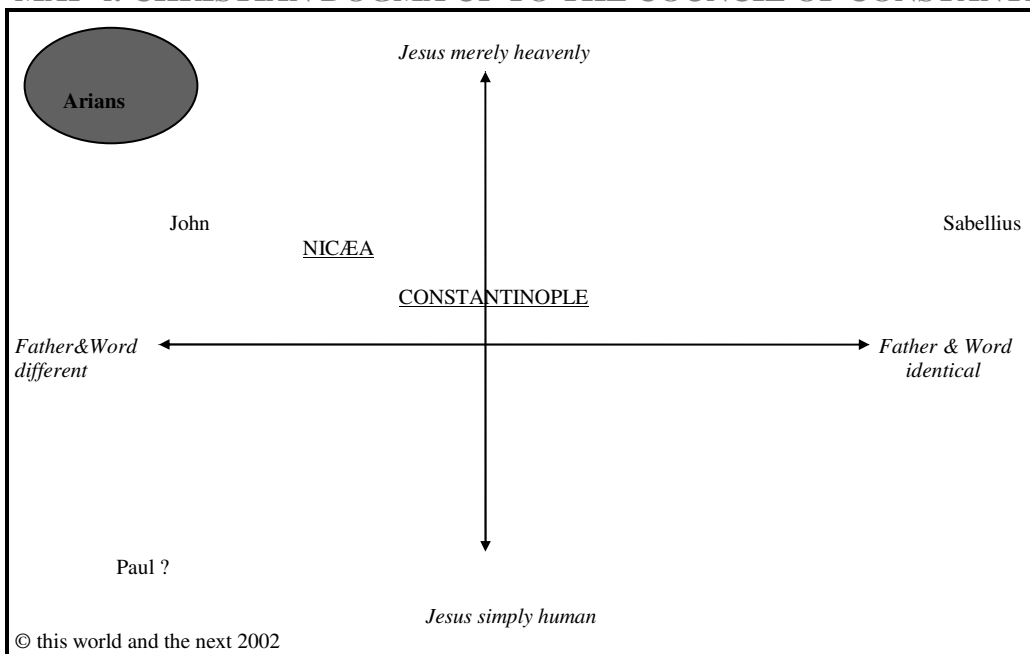 Jesus merely heavenly
Arians
John
Sabellius
NICÆA
CONSTANTINOPLE
Father&Word
different
Father & Word
identical
Paul ?
Jesus simply human
© this world and the next 2002